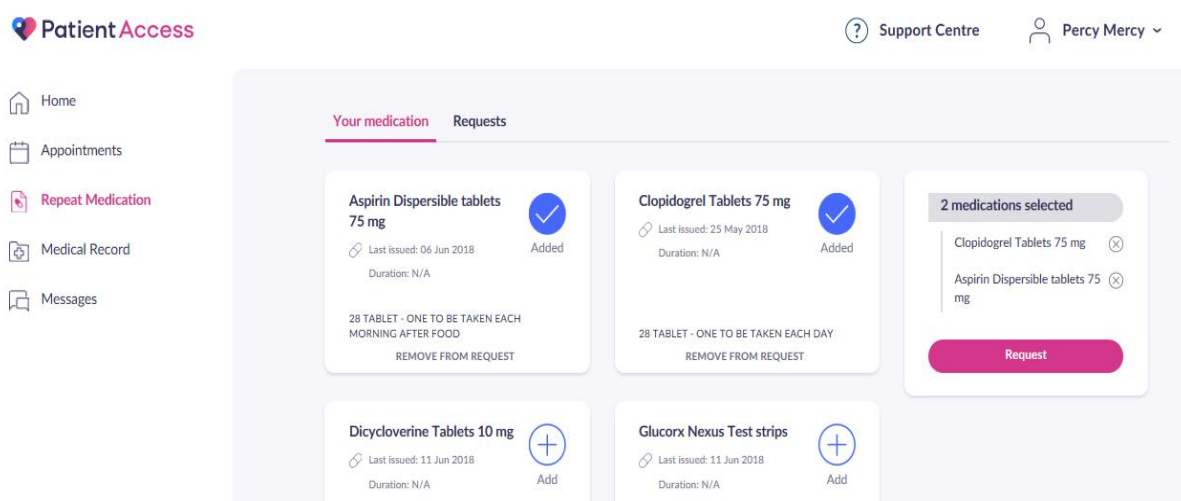 Patient Access
Support Centre
Percy Mercy
Home
Appointments
Repeat Medication
Medical Record
Messages
Your medication
Requests
Aspirin Dispersible tablets
75 mg
Last issued: 06 Jun 2018
Duration: N/A
Added
28 TABLET - ONE TO BE TAKEN EACH
MORNING AFTER FOOD
REMOVE FROM REQUEST
Clopidogrel Tablets 75 mg
Last issued: 25 May 2018
Duration: N/A
Added
28 TABLET - ONE TO BE TAKEN EACH DAY
REMOVE FROM REQUEST
2 medications selected
Clopidogrel Tablets 75 mg
Aspirin Dispersible tablets 75
mg
Request
Dicycloverine Tablets 10 mg
Last issued: 11 Jun 2018
Duration: N/A
Add
Glucorx Nexus Test strips
Last issued: 11 Jun 2018
Duration: N/A
Add